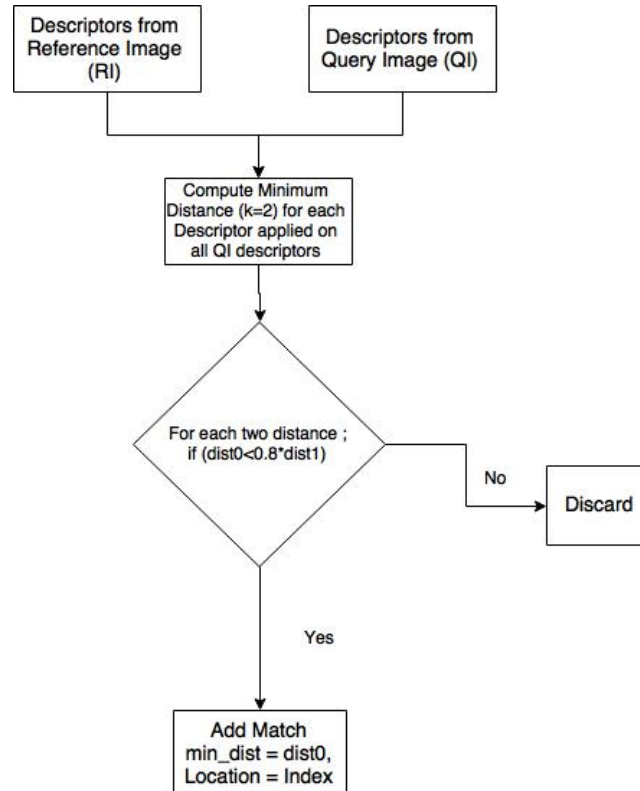 Descriptors from
Reference Image
(RI)
Descriptors from
Query Image (QI)
Compute Minimum
Distance (k=2) for each
Descriptor applied on
all QI descriptors
For each two distance ;
if (dist0<0.8*dist1)
No
Discard
Yes
Add Match
min_dist = dist0,
Location = Index